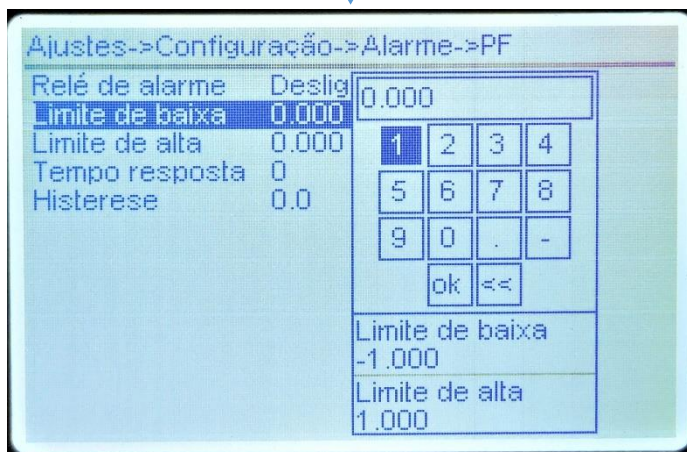 Ajustes->Configuração->Alarme->PF
Relé de alarme Deslig
Limite de baixa 0.000
Limite de alta 0.000
Tempo resposta 0
Histerese 0.0
0.000
1 2 3 4
5 6 7 8
9 0 . -
ok <<
Limite de baixa
-1.000
Limite de alta
1.000